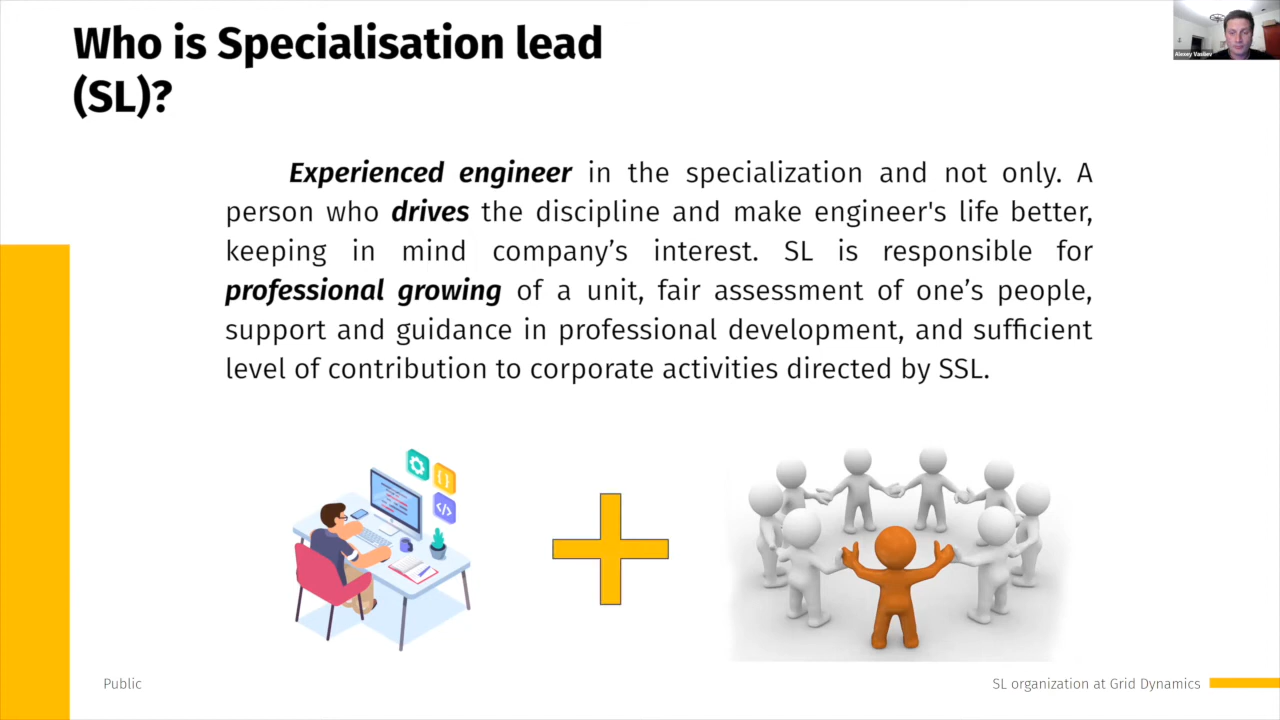 Who is Specialisation lead
(SL)?
Alexey Vasilev
Experienced engineer in the specialization and not only. A
person who drives the discipline and make engineer's life better,
keeping in mind company’s interest. SL is responsible for
professional growing of a unit, fair assessment of one’s people,
support and guidance in professional development, and sufficient
level of contribution to corporate activities directed by SSL.
{ }
</>
Public
SL organization at Grid Dynamics